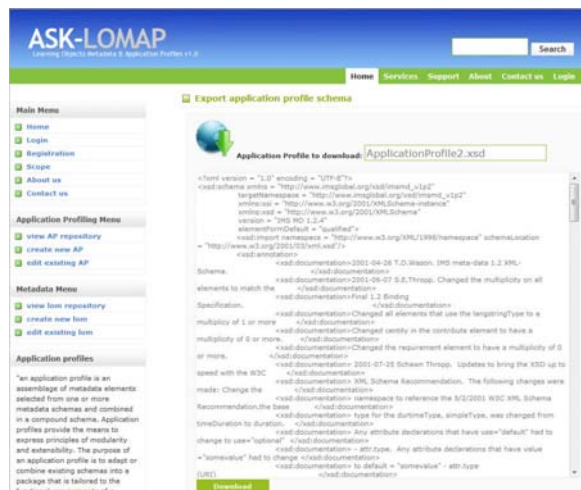 ASK-LOMAP
Learning Objects Metadata & Application Profiles v1.0
Search
Home Services Support About Contact us Login
Main Menu
Home
Login
Registration
Scope
About us
Contact us
Application Profiling Menu
view AP repository
create new AP
edit existing AP
Metadata Menu
view lom repository
create new lom
edit existing lom
Application profiles
"an application profile is an
assemblage of metadata elements
selected from one or more
metadata schemas and combined
in a compound schema. Application
profiles provide the means to
express principles of modularity
and extensibility. The purpose of
an application profile is to adapt or
combine existing schemas into a
package that is tailored to the
Export application profile schema
Application Profile to download: ApplicationProfile2.xsd
<?xml version = "1.0" encoding = "UTF-8"?>
<xsd:schema xmlns = "http://www.imsglobal.org/xsd/imsmd_v1p2"
targetNamespace = "http://www.imsglobal.org/xsd/imsmd_v1p2"
xmlns:xsi = "http://www.w3.org/2001/XMLSchema-instance"
xmlns:xsd = "http://www.w3.org/2001/XMLSchema"
version = "IMS MD 1.2.4"
elementFormDefault = "qualified">
<xsd:import namespace = "http://www.w3.org/XML/1998/namespace" schemaLocation
= "http://www.w3.org/2001/03/xml.xsd"/>
<xsd:annotation>
<xsd:documentation>2001-04-26 T.D.Wason. IMS meta-data 1.2 XML-
Schema. </xsd:documentation>
<xsd:documentation>2001-06-07 S.E.Thropp. Changed the multiplicity on all
elements to match the </xsd:documentation>
<xsd:documentation>Final 1.2 Binding
Specification. </xsd:documentation>
<xsd:documentation>Changed all elements that use the langstringType to a
multiplicy of 1 or more </xsd:documentation>
<xsd:documentation>Changed centity in the contribute element to have a
multiplicity of 0 or more. </xsd:documentation>
<xsd:documentation>Changed the requirement element to have a multiplicity of 0
or more. </xsd:documentation>
<xsd:documentation> 2001-07-25 Schawn Thropp. Updates to bring the XSD up to
speed with the W3C </xsd:documentation>
<xsd:documentation> XML Schema Recommendation. The following changes were
made: Change the </xsd:documentation>
<xsd:documentation> namespace to reference the 5/2/2001 W3C XML Schema
Recommendation,the base </xsd:documentation>
<xsd:documentation> type for the durtimeType, simpleType, was changed from
timeDuration to duration. </xsd:documentation>
<xsd:documentation> Any attribute declarations that have use="default" had to
change to use="optional" </xsd:documentation>
<xsd:documentation> - attr.type. Any attribute declarations that have value
="somevalue" had to change </xsd:documentation>
<xsd:documentation> to default = "somevalue" - attr.type
(URI) </xsd:documentation>
Download